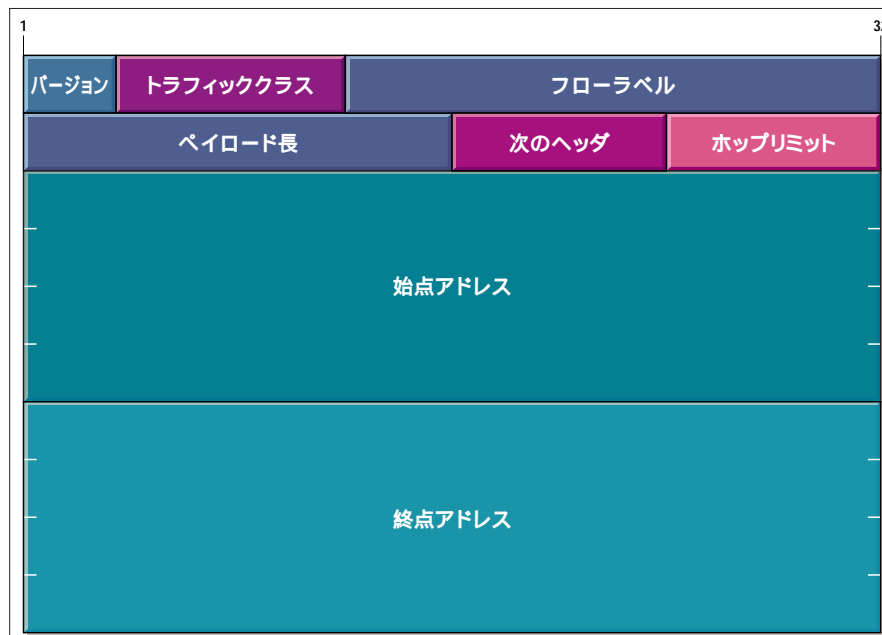 1 32
バージョン トラフィッククラス フローラベル
ペイロード長 次のヘッダ ホップリミット
始点アドレス
終点アドレス